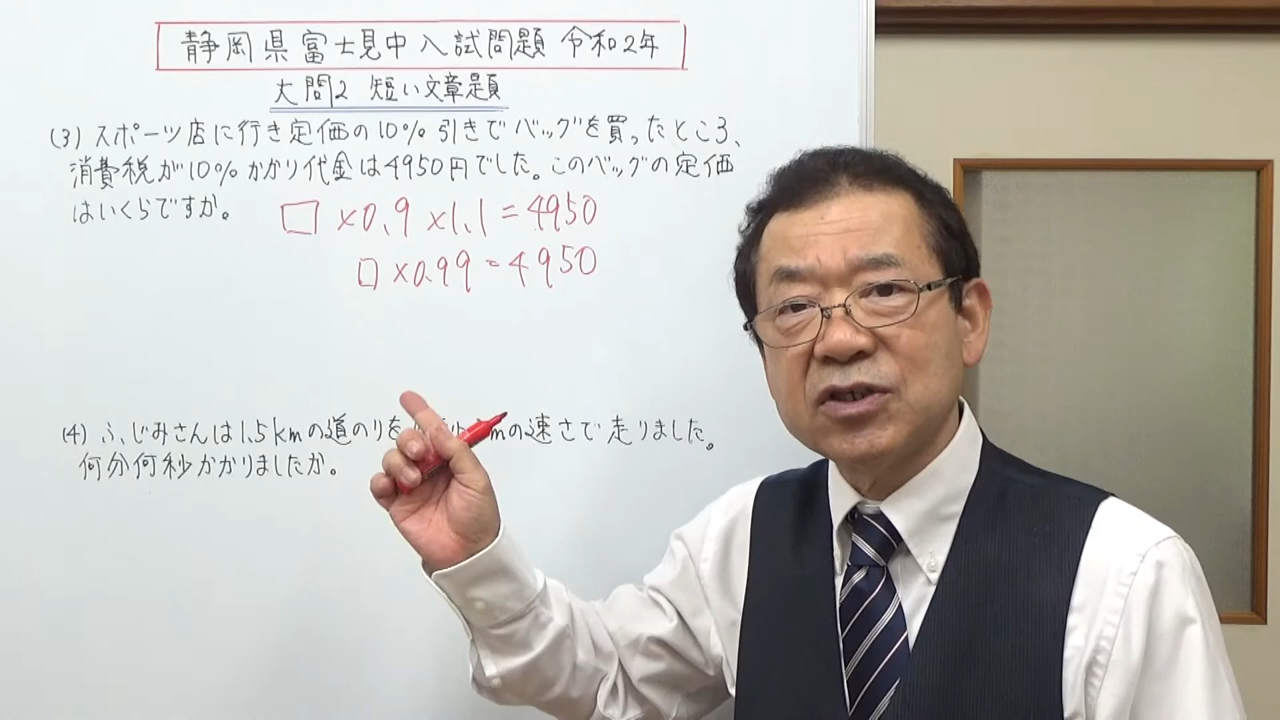 静岡県富士見中入試問題 令和2年
大問2 短い文章題
(3) スポーツ店に行き定価の10%引きでバッグを買ったところ、
消費税が10%かかり代金は4950円でした。このバッグの定価
はいくらですか。
□×0.9×1.1=4950
□×0.99=4950
(4) ふじみさんは1.5kmの道のりを mの速さで走りました。
何分何秒かかりましたか。